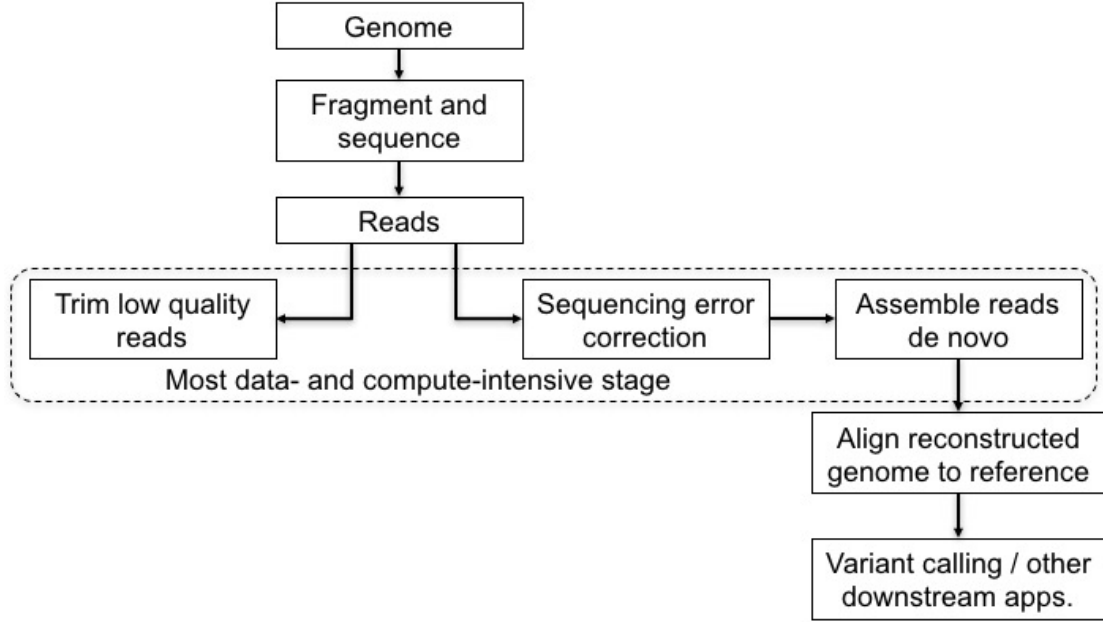 Genome
Fragment and
sequence
Reads
Trim low quality
reads
Sequencing error
correction
Assemble reads
de novo
Most data- and compute-intensive stage
Align reconstructed
genome to reference
Variant calling / other
downstream apps.